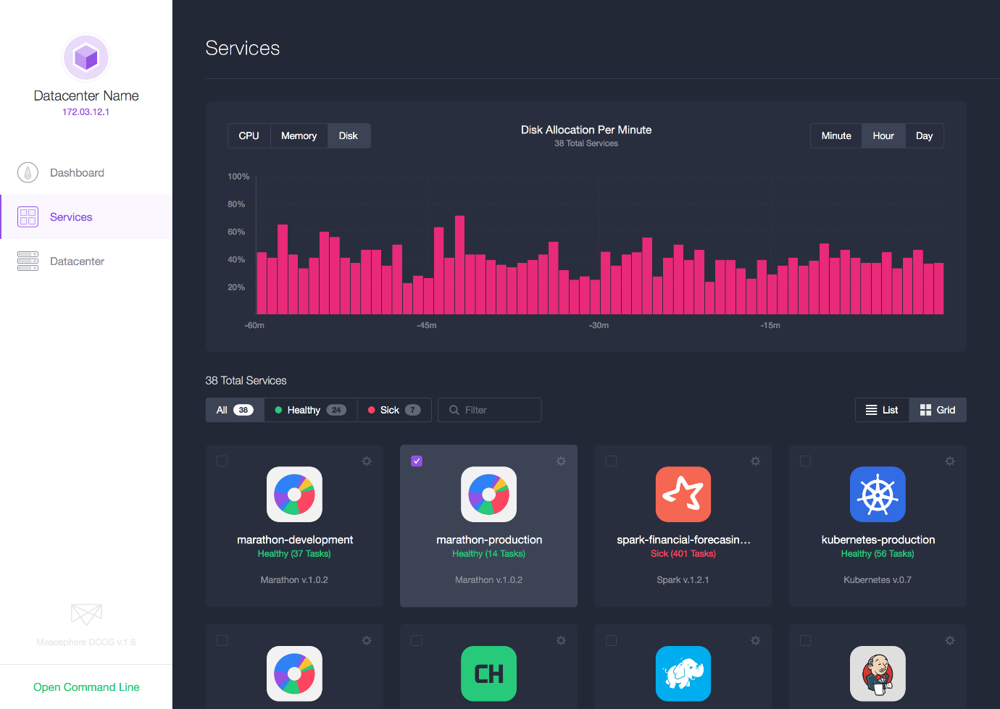 Datacenter Name
172.03.12.1
Dashboard
Services
Datacenter
Mesosphere DCOS v.1.6
Open Command Line
Services
CPU Memory Disk
Disk Allocation Per Minute
38 Total Services
Minute Hour Day
100%
80%
60%
40%
20%
-60m -45m -30m -15m
38 Total Services
All 38 Healthy 24 Sick 7 Filter List Grid
marathon-development
Healthy (37 Tasks)
Marathon v.1.0.2
marathon-production
Healthy (14 Tasks)
Marathon v.1.0.2
spark-financial-forecasin...
Sick (401 Tasks)
Spark v.1.2.1
kubernetes-production
Healthy (56 Tasks)
Kubernetes v.0.7
CH